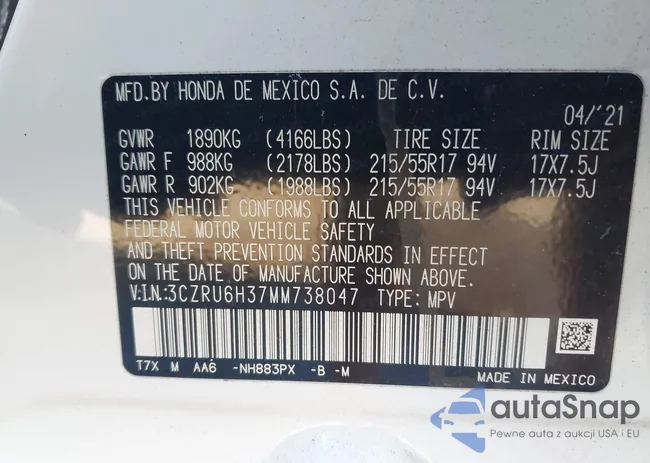 MFD.BY HONDA DE MEXICO S.A. DE C.V.
04/'21
GVWR 1890KG (4166LBS) TIRE SIZE RIM SIZE
GAWR F 988KG (2178LBS) 215/55R17 94V 17X7.5J
GAWR R 902KG (1988LBS) 215/55R17 94V 17X7.5J
THIS VEHICLE CONFORMS TO ALL APPLICABLE
FEDERAL MOTOR VEHICLE SAFETY
AND THEFT PREVENTION STANDARDS IN EFFECT
ON THE DATE OF MANUFACTURE SHOWN ABOVE.
V.I.N.:3CZRU6H37MM738047 TYPE: MPV
T7X M AA6 -NH883PX -B -M
MADE IN MEXICO
autoSnap
Pewne auta z aukcji USA i EU